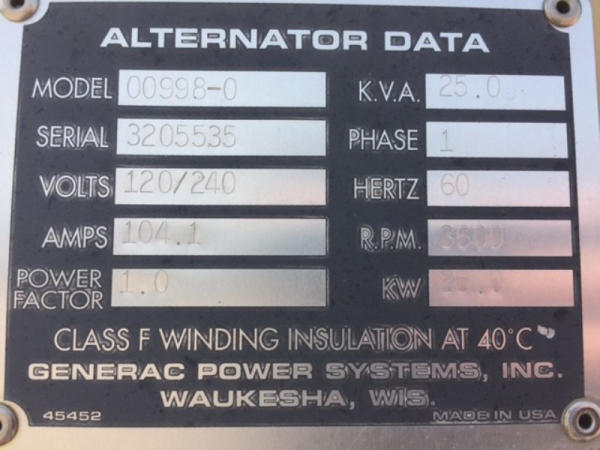 ALTERNATOR DATA
MODEL 00998-0 K.V.A. 25.0
SERIAL 3205535 PHASE 1
VOLTS 120/240 HERTZ 60
AMPS 104.1 R.P.M. 3600
POWER FACTOR 1.0 KW
CLASS F WINDING INSULATION AT 40°C
GENERAC POWER SYSTEMS, INC.
WAUKESHA, WIS.
45452 MADE IN USA